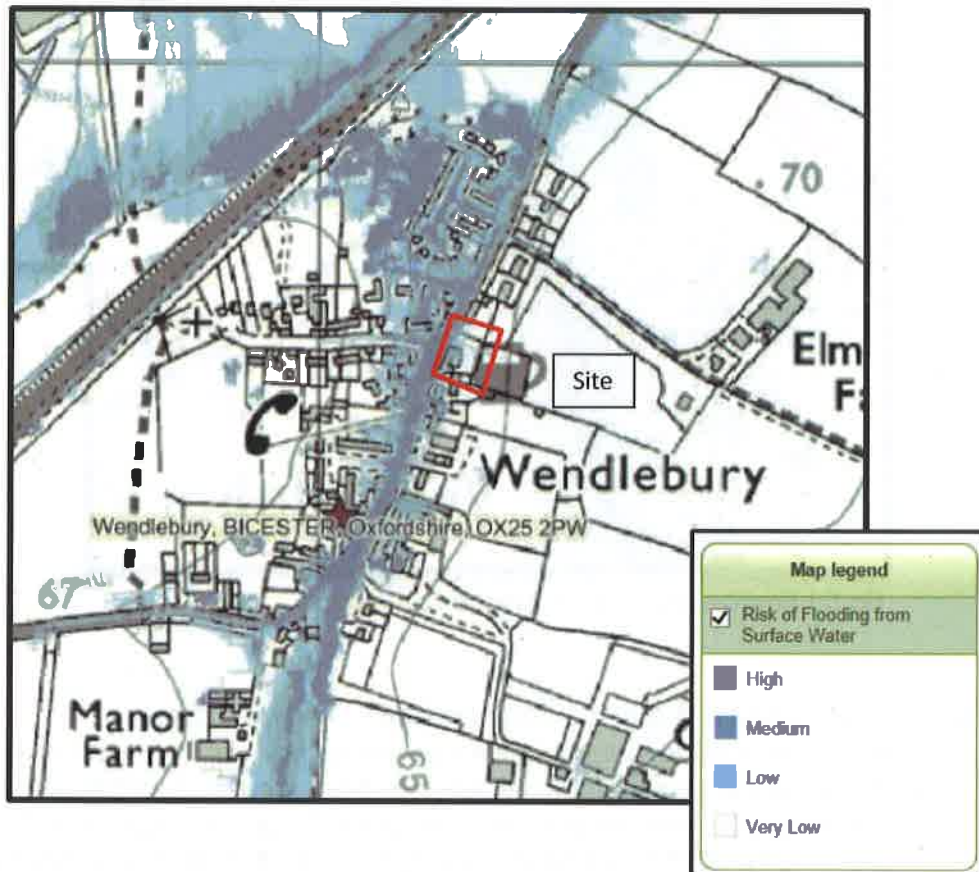 70
Elm
Site
Wendlebury
Wendlebury, BICESTER, Oxfordshire, OX25 2PW
67
Manor
Farm
65
Map legend
Risk of Flooding from
Surface Water
High
Medium
Low
Very Low